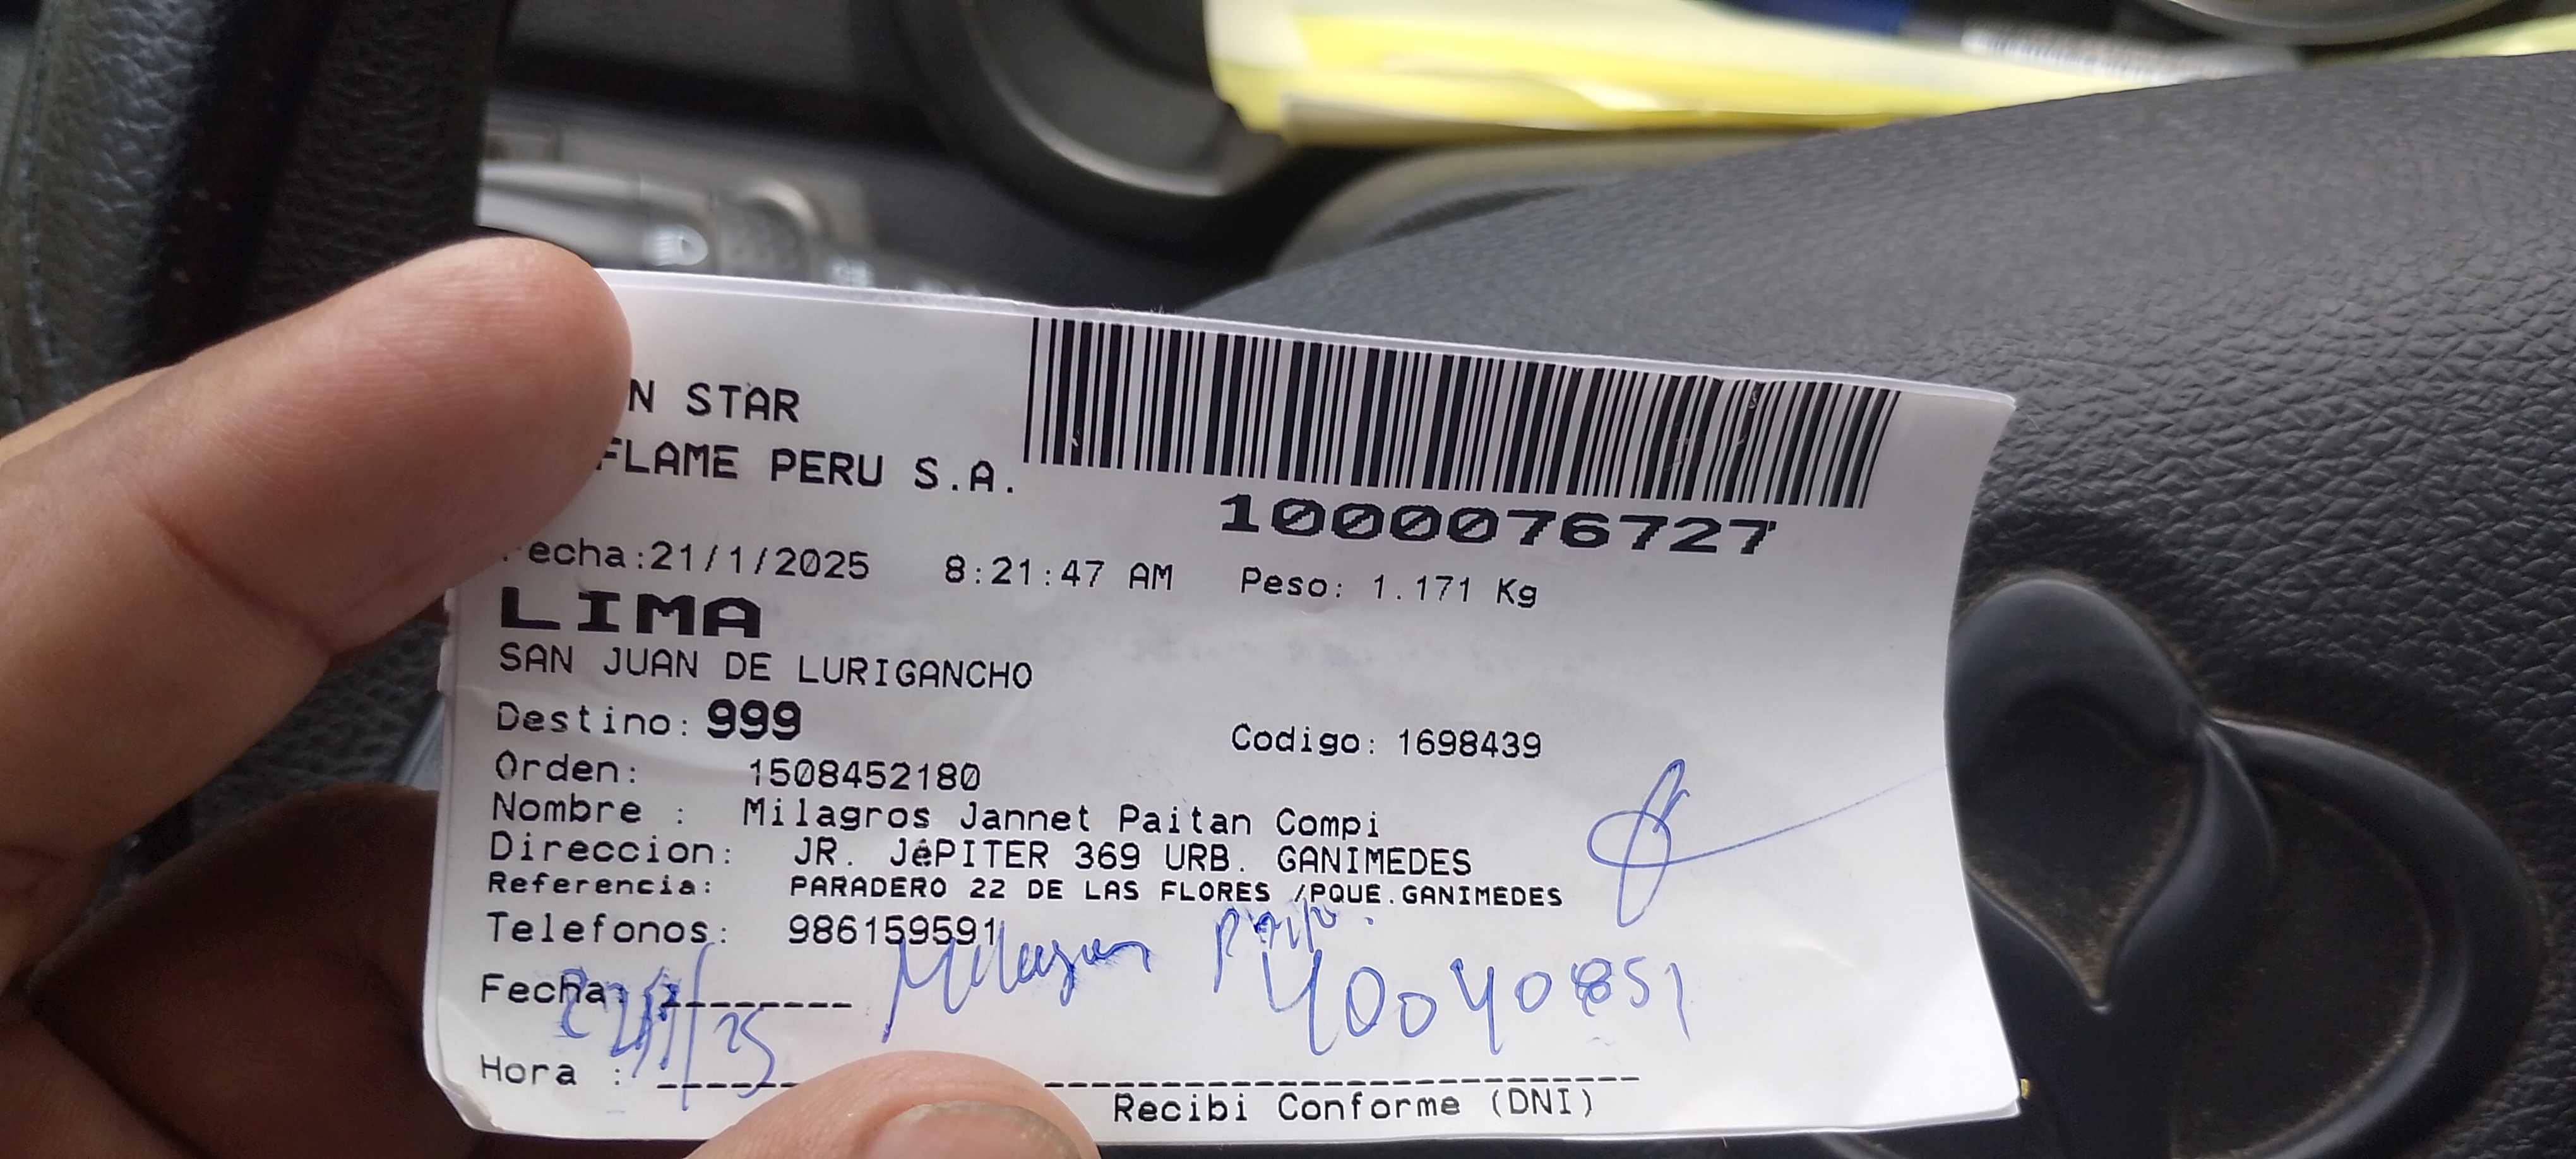 N STAR
FLAME PERU S.A.
1000076727
Fecha:21/1/2025 8:21:47 AM Peso: 1.171 Kg
LIMA
SAN JUAN DE LURIGANCHO
Destino: 999 Codigo: 1698439
Orden: 1508452180
Nombre : Milagros Jannet Paitan Compi
Direccion: JR. JéPITER 369 URB. GANIMEDES
Referencia: PARADERO 22 DE LAS FLORES /PQUE.GANIMEDES
Telefonos: 986159591
Fecha: 40040851
Hora :
Recibi Conforme (DNI)